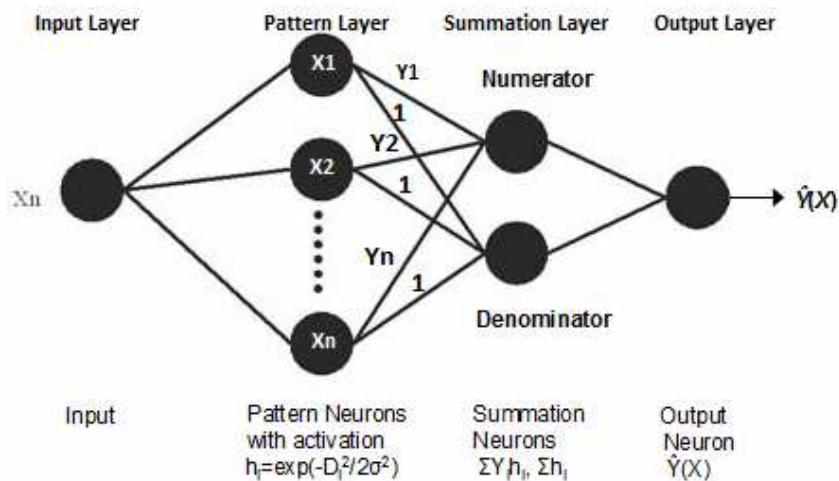 Input Layer Pattern Layer Summation Layer Output Layer
X1
Y1
Numerator
1
Y2
X2
1
Xn
Ŷ(X)
Yn
1
Denominator
Xn
Input
Pattern Neurons
with activation
hᵢ=exp(-Dᵢ²/2σ²)
Summation
Neurons
ΣYᵢhᵢ, Σhᵢ
Output
Neuron
Ŷ(X)